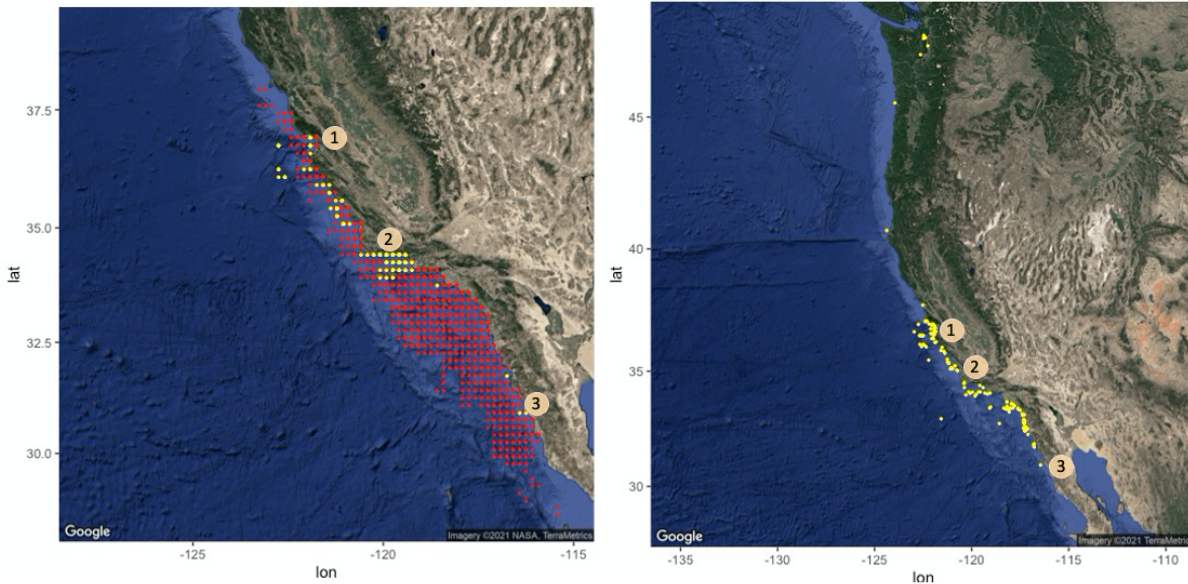 37.5
35.0
32.5
30.0
lat
1
2
3
Google
Imagery ©2021 NASA, TerraMetrics
-125
-120
-115
lon
45
40
35
30
lat
1
2
3
Google
Imagery ©2021 TerraMetrics
-135
-130
-125
-120
-115
-110
lon